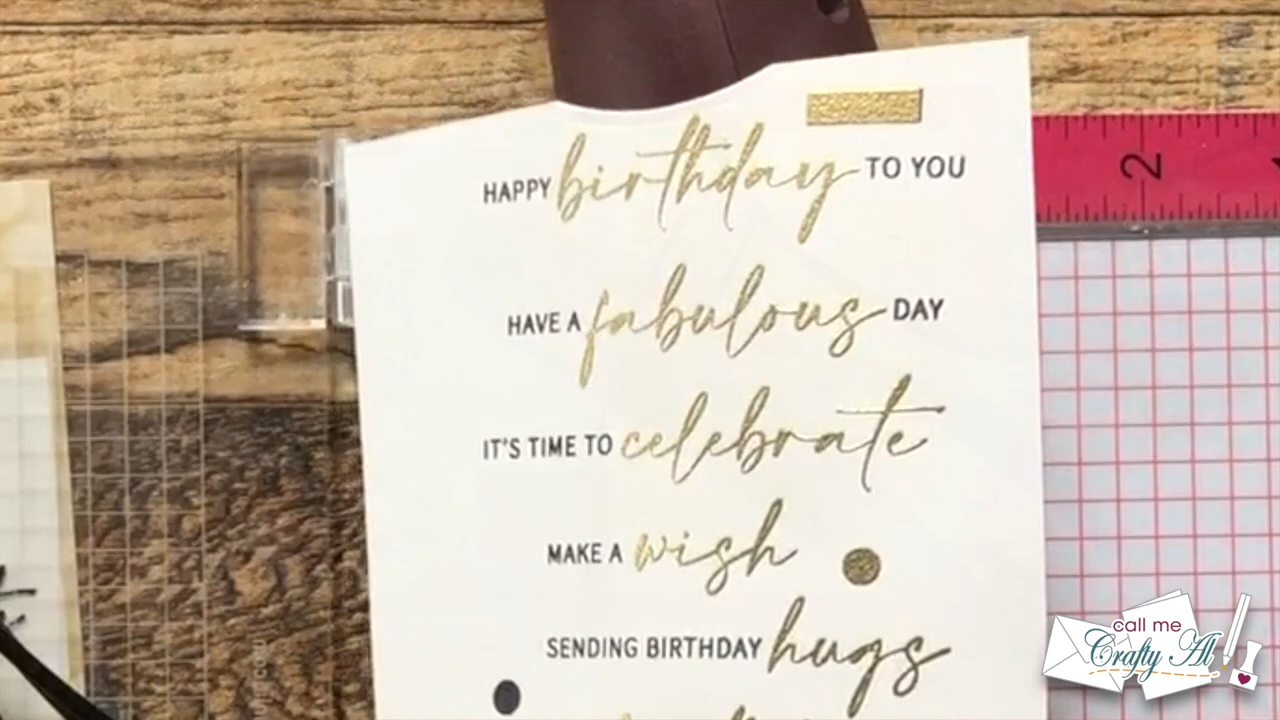 HAPPY birthday TO YOU
2
HAVE A fabulous DAY
IT'S TIME TO celebrate
MAKE A wish
SENDING BIRTHDAY hugs
call me
Crafty Al